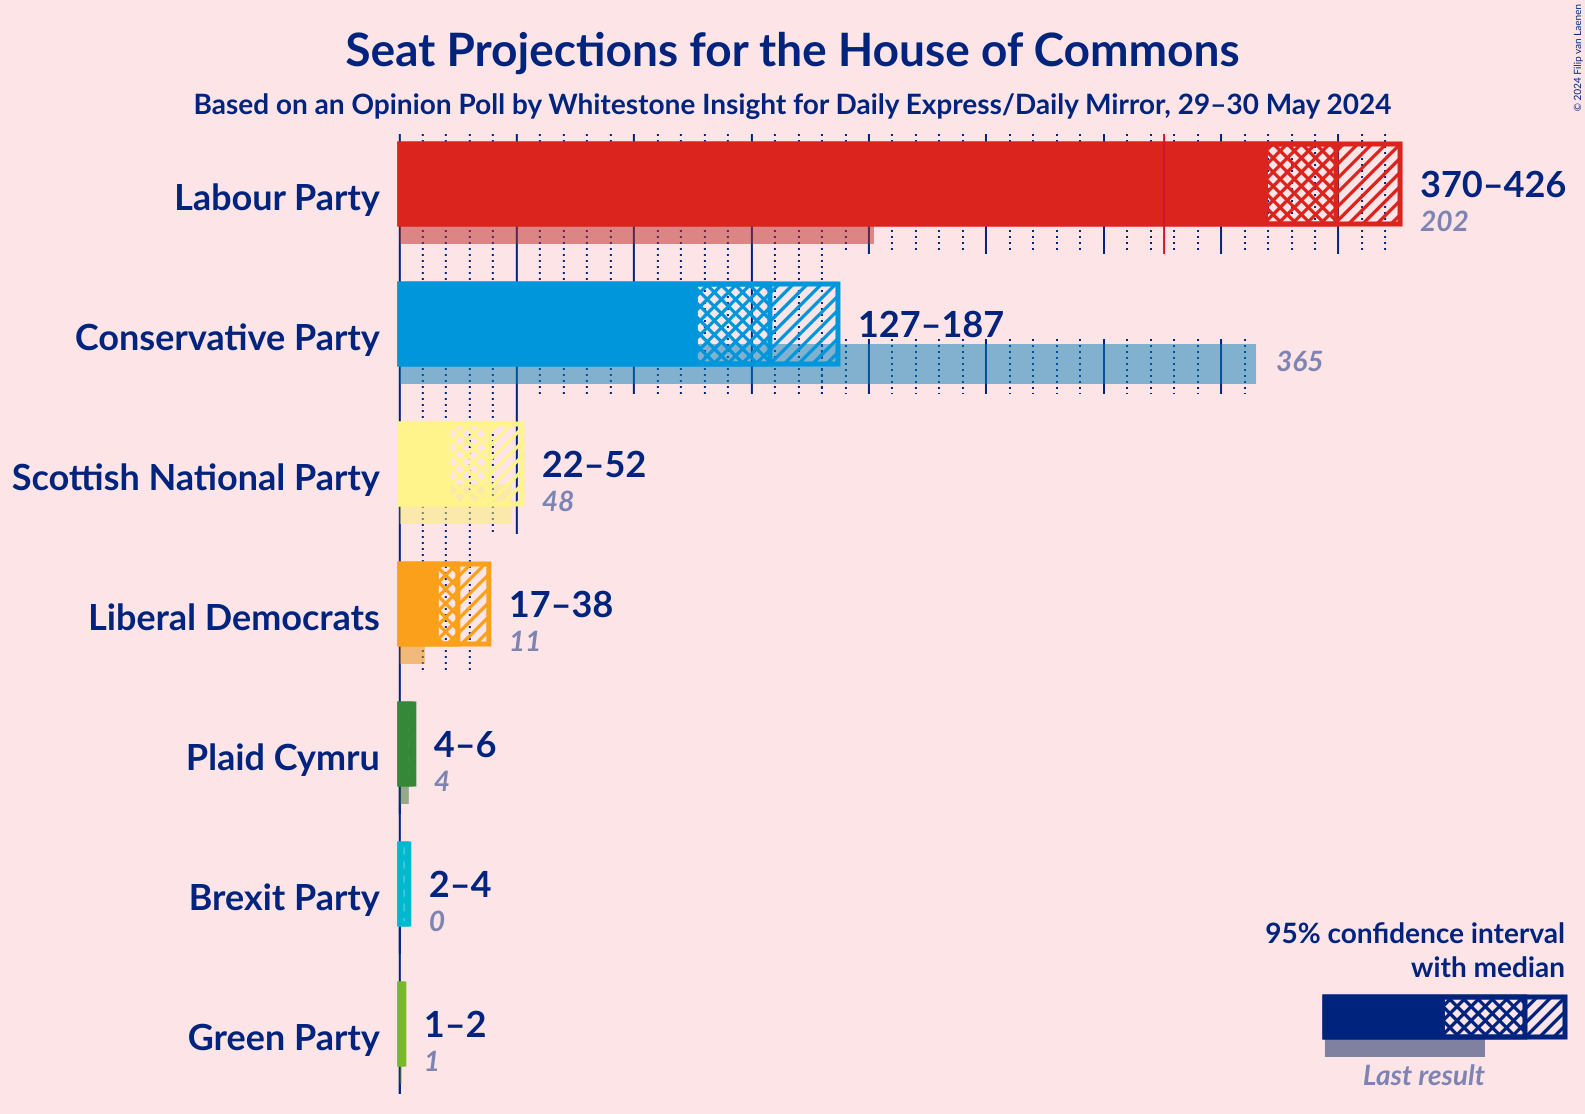 Seat Projections for the House of Commons
Based on an Opinion Poll by Whitestone Insight for Daily Express/Daily Mirror, 29–30 May 2024
© 2024 Filip van Laenen
Labour Party
370–426
202
Conservative Party
127–187
365
Scottish National Party
22–52
48
Liberal Democrats
17–38
11
Plaid Cymru
4–6
4
Brexit Party
2–4
0
Green Party
1–2
1
95% confidence interval
with median
Last result